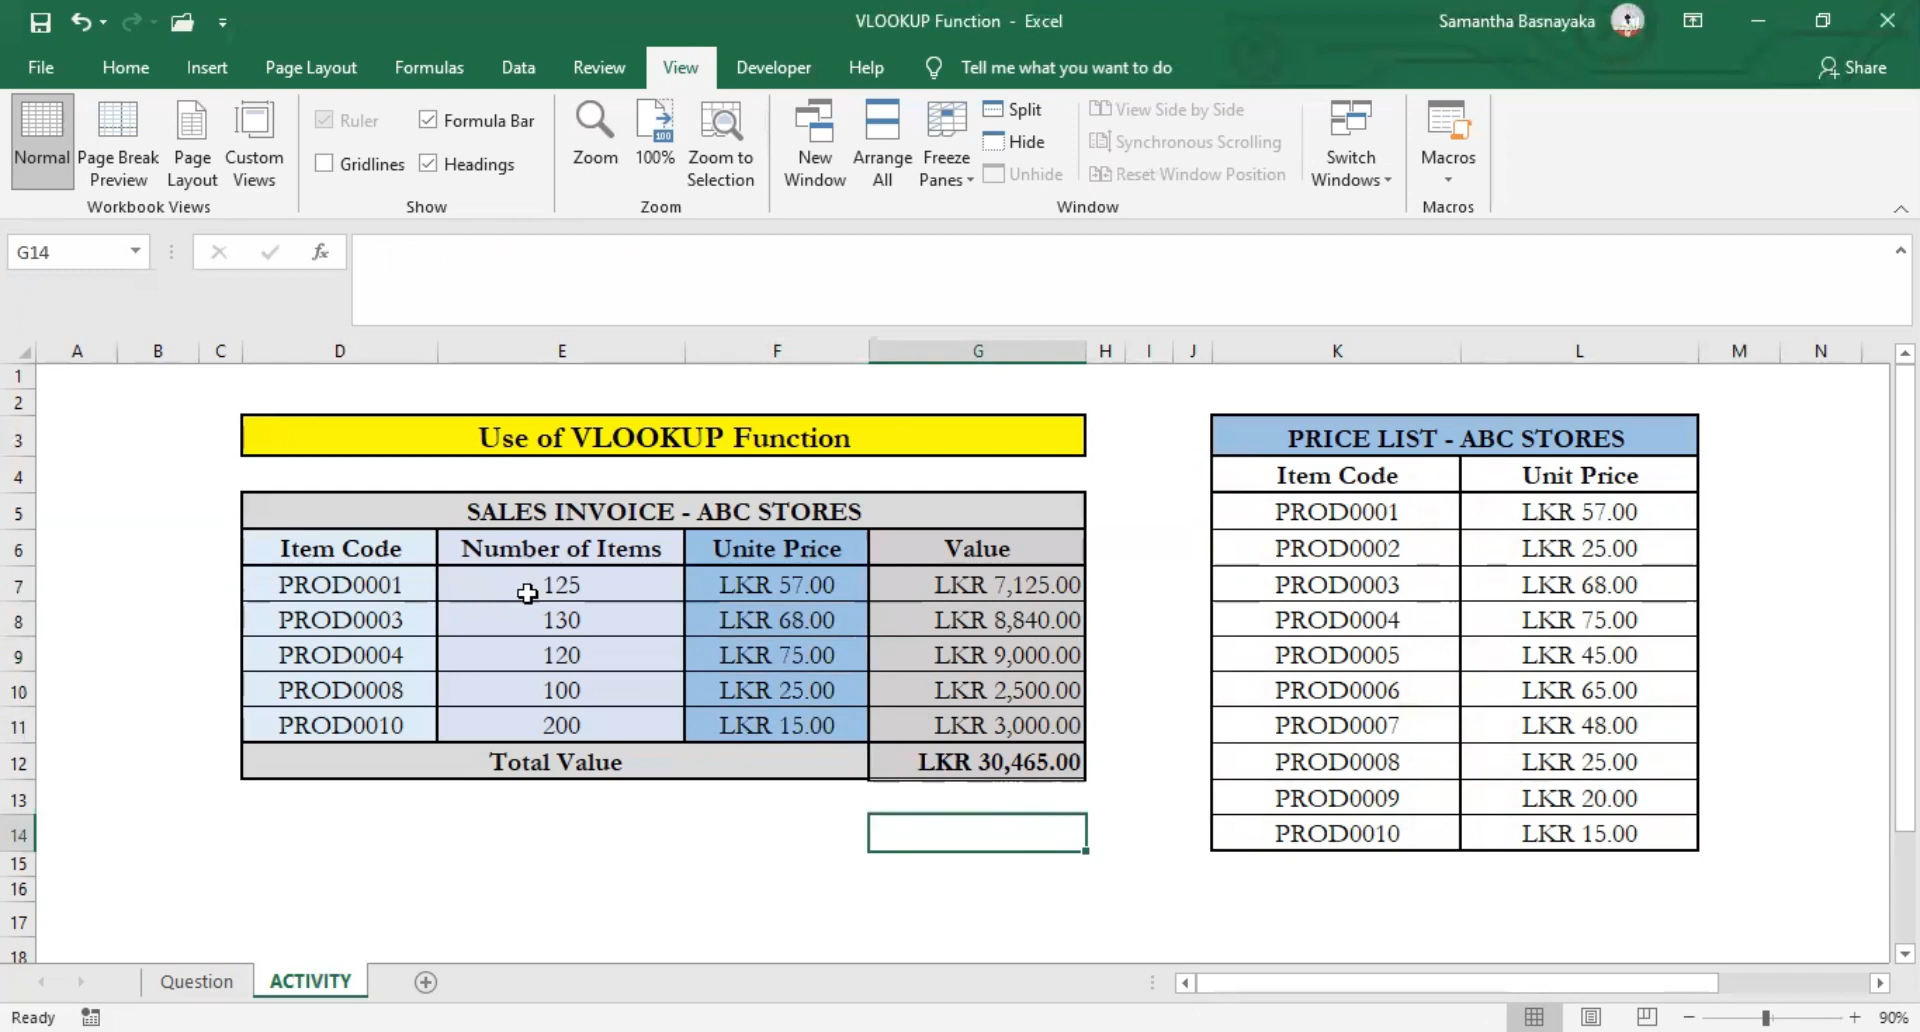 VLOOKUP Function - Excel
Samantha Basnayaka
File Home Insert Page Layout Formulas Data Review View Developer Help Tell me what you want to do Share
Normal
Page Break Preview
Page Layout
Custom Views
Workbook Views
Ruler
Formula Bar
Gridlines
Headings
Show
Zoom
100
100%
Zoom to Selection
Zoom
New Window
Arrange All
Freeze Panes
Split
Hide
Unhide
View Side by Side
Synchronous Scrolling
Reset Window Position
Switch Windows
Window
Macros
Macros
G14
fx
A B C D E F G H I J K L M N
1
2
3 Use of VLOOKUP Function PRICE LIST - ABC STORES
4 Item Code Unit Price
5 SALES INVOICE - ABC STORES PROD0001 LKR 57.00
6 Item Code Number of Items Unite Price Value PROD0002 LKR 25.00
7 PROD0001 125 LKR 57.00 LKR 7,125.00 PROD0003 LKR 68.00
8 PROD0003 130 LKR 68.00 LKR 8,840.00 PROD0004 LKR 75.00
9 PROD0004 120 LKR 75.00 LKR 9,000.00 PROD0005 LKR 45.00
10 PROD0008 100 LKR 25.00 LKR 2,500.00 PROD0006 LKR 65.00
11 PROD0010 200 LKR 15.00 LKR 3,000.00 PROD0007 LKR 48.00
12 Total Value LKR 30,465.00 PROD0008 LKR 25.00
13 PROD0009 LKR 20.00
14 PROD0010 LKR 15.00
15
16
17
18
Question ACTIVITY
Ready 90%